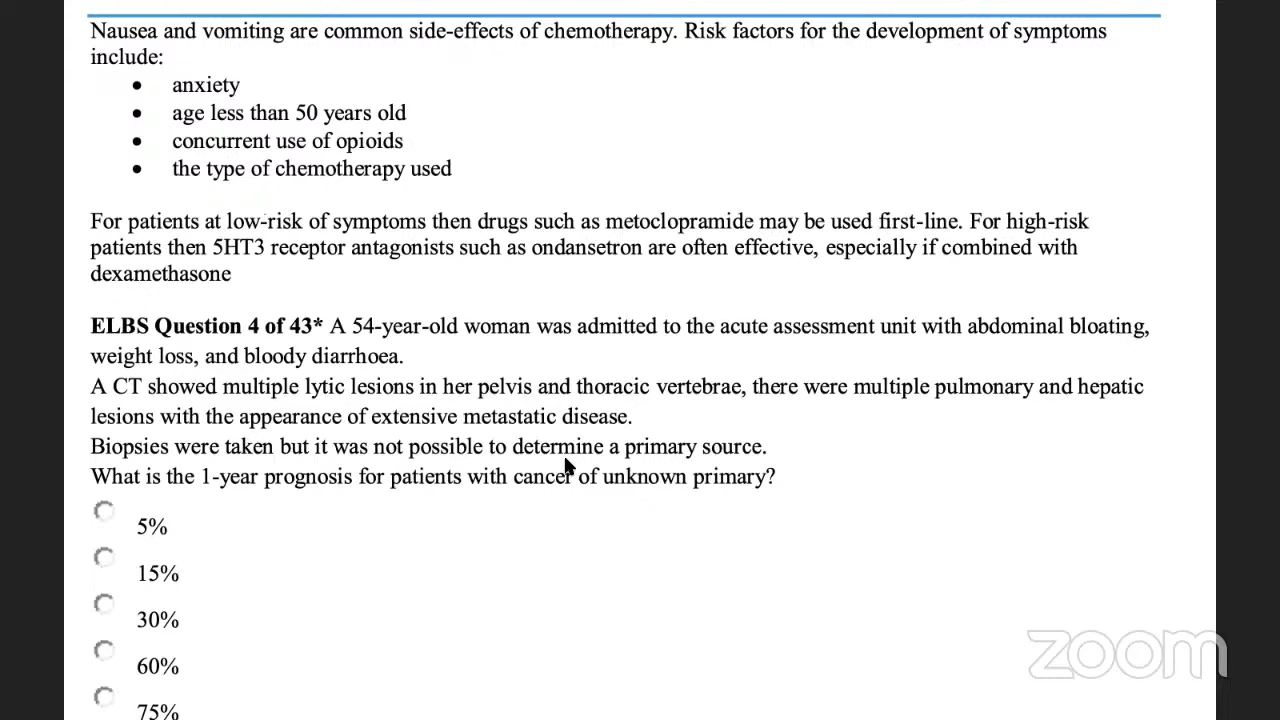 Nausea and vomiting are common side-effects of chemotherapy. Risk factors for the development of symptoms
include:
• anxiety
• age less than 50 years old
• concurrent use of opioids
• the type of chemotherapy used
For patients at low-risk of symptoms then drugs such as metoclopramide may be used first-line. For high-risk
patients then 5HT3 receptor antagonists such as ondansetron are often effective, especially if combined with
dexamethasone
ELBS Question 4 of 43* A 54-year-old woman was admitted to the acute assessment unit with abdominal bloating,
weight loss, and bloody diarrhoea.
A CT showed multiple lytic lesions in her pelvis and thoracic vertebrae, there were multiple pulmonary and hepatic
lesions with the appearance of extensive metastatic disease.
Biopsies were taken but it was not possible to determine a primary source.
What is the 1-year prognosis for patients with cancer of unknown primary?
5%
15%
30%
60%
75%
zoom